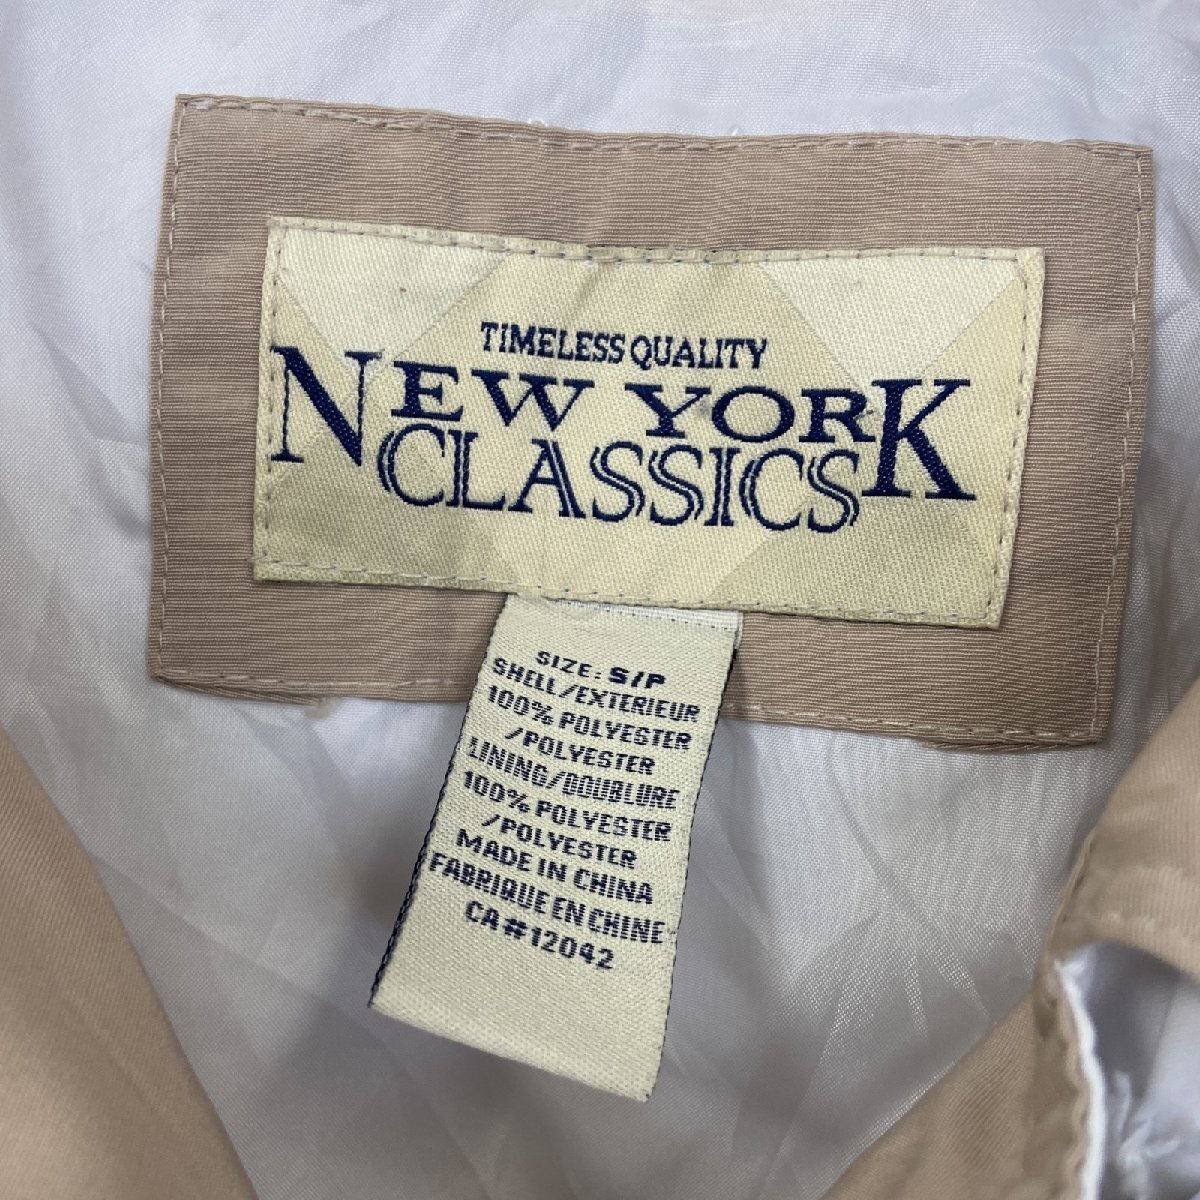 TIMELESS QUALITY
NEW YORK
CLASSICS
SIZE: S/P
SHELL/EXTERIEUR
100% POLYESTER
/POLYESTER
LINING/DOUBLURE
100% POLYESTER
/POLYESTER
MADE IN CHINA
FABRIQUE EN CHINE
CA#12042